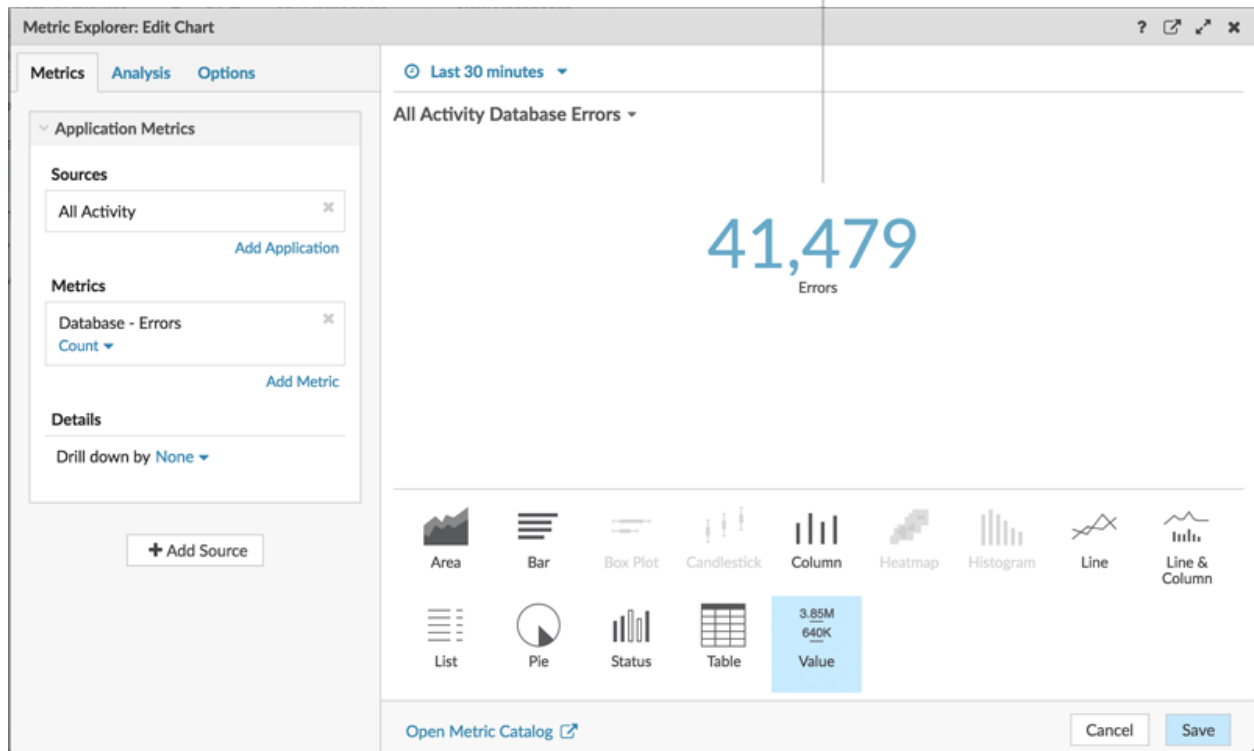 Metric Explorer: Edit Chart
?
Metrics
Analysis
Options
Application Metrics
Sources
All Activity
Add Application
Metrics
Database - Errors
Count
Add Metric
Details
Drill down by None
+ Add Source
Last 30 minutes
All Activity Database Errors
41,479
Errors
Area
Bar
Box Plot
Candlestick
Column
Heatmap
Histogram
Line
Line &
Column
List
Pie
Status
Table
3.85M
640K
Value
Open Metric Catalog
Cancel
Save